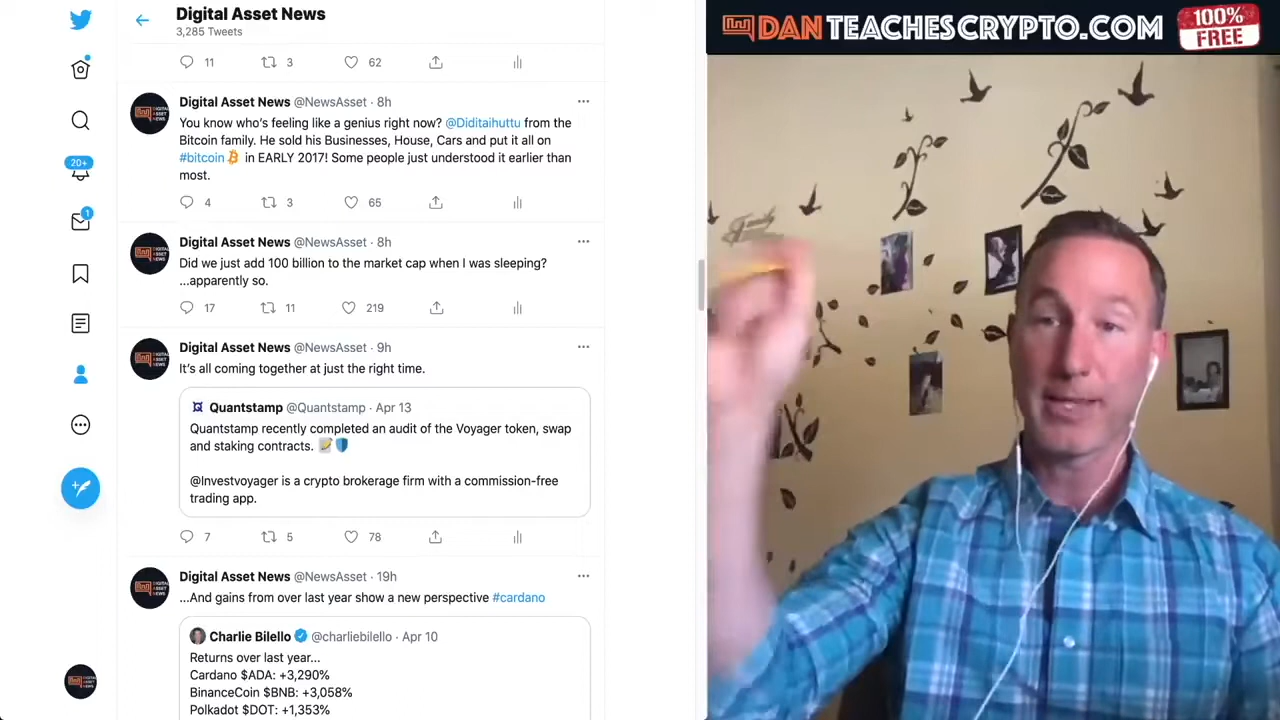 Digital Asset News
3,285 Tweets
DANTEACHESCRYPTO.COM
100%
FREE
11 3 62
Digital Asset News @NewsAsset · 8h
You know who's feeling like a genius right now? @Diditaihuttu from the
Bitcoin family. He sold his Businesses, House, Cars and put it all on
#bitcoin in EARLY 2017! Some people just understood it earlier than
most.
4 3 65
Digital Asset News @NewsAsset · 8h
Did we just add 100 billion to the market cap when I was sleeping?
...apparently so.
17 11 219
Digital Asset News @NewsAsset · 9h
It's all coming together at just the right time.
Quantstamp @Quantstamp · Apr 13
Quantstamp recently completed an audit of the Voyager token, swap
and staking contracts.
@Investvoyager is a crypto brokerage firm with a commission-free
trading app.
7 5 78
Digital Asset News @NewsAsset · 19h
...And gains from over last year show a new perspective #cardano
Charlie Bilello @charliebilello · Apr 10
Returns over last year...
Cardano $ADA: +3,290%
BinanceCoin $BNB: +3,058%
Polkadot $DOT: +1,353%
20+
1